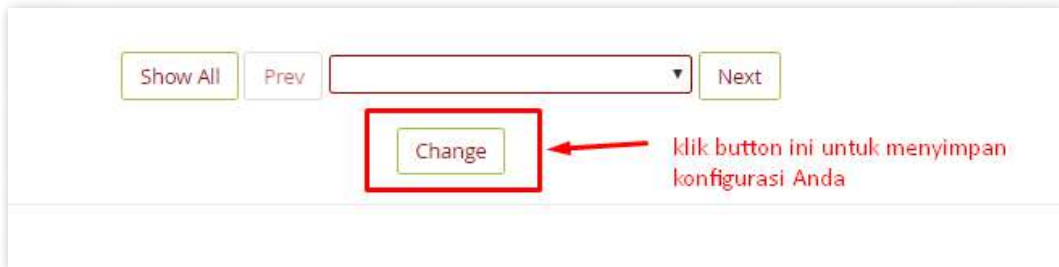 Show All Prev Next
Change
klik button ini untuk menyimpan
konfigurasi Anda